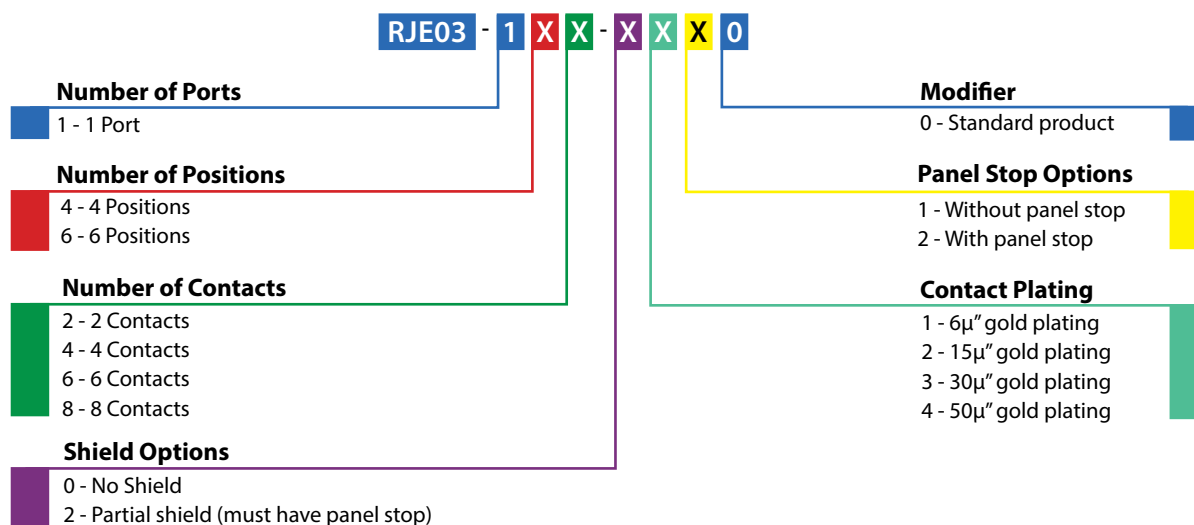 RJE03 - 1 X X - X X X 0
Number of Ports
1 - 1 Port
Number of Positions
4 - 4 Positions
6 - 6 Positions
Number of Contacts
2 - 2 Contacts
4 - 4 Contacts
6 - 6 Contacts
8 - 8 Contacts
Shield Options
0 - No Shield
2 - Partial shield (must have panel stop)
Modifier
0 - Standard product
Panel Stop Options
1 - Without panel stop
2 - With panel stop
Contact Plating
1 - 6µ” gold plating
2 - 15µ” gold plating
3 - 30µ” gold plating
4 - 50µ” gold plating